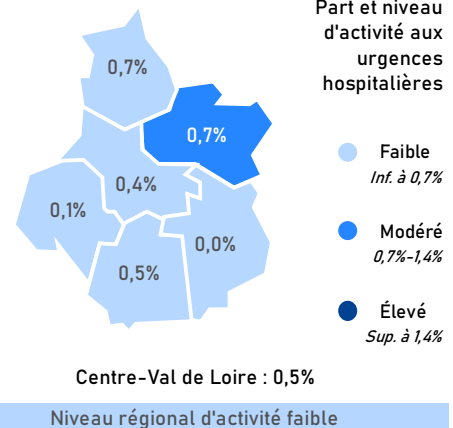 Part et niveau
d'activité aux
urgences
hospitalières
0,7%
0,7%
0,4%
0,1%
0,0%
0,5%
Faible
Inf. à 0,7%
Modéré
0,7%-1,4%
Élevé
Sup. à 1,4%
Centre-Val de Loire : 0,5%
Niveau régional d'activité faible